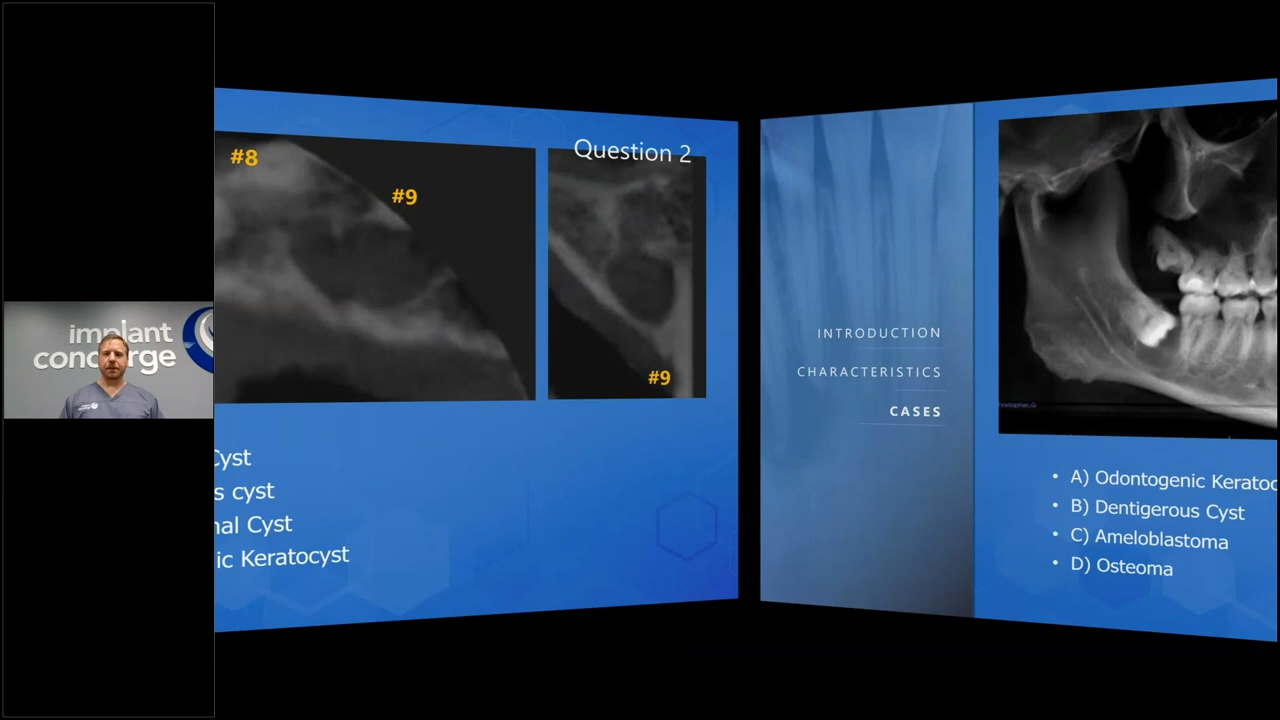 implant
concierge
#8
#9
Question 2
#9
Cyst
s cyst
nal Cyst
ic Keratocyst
INTRODUCTION
CHARACTERISTICS
CASES
• A) Odontogenic Keratoc
• B) Dentigerous Cyst
• C) Ameloblastoma
• D) Osteoma